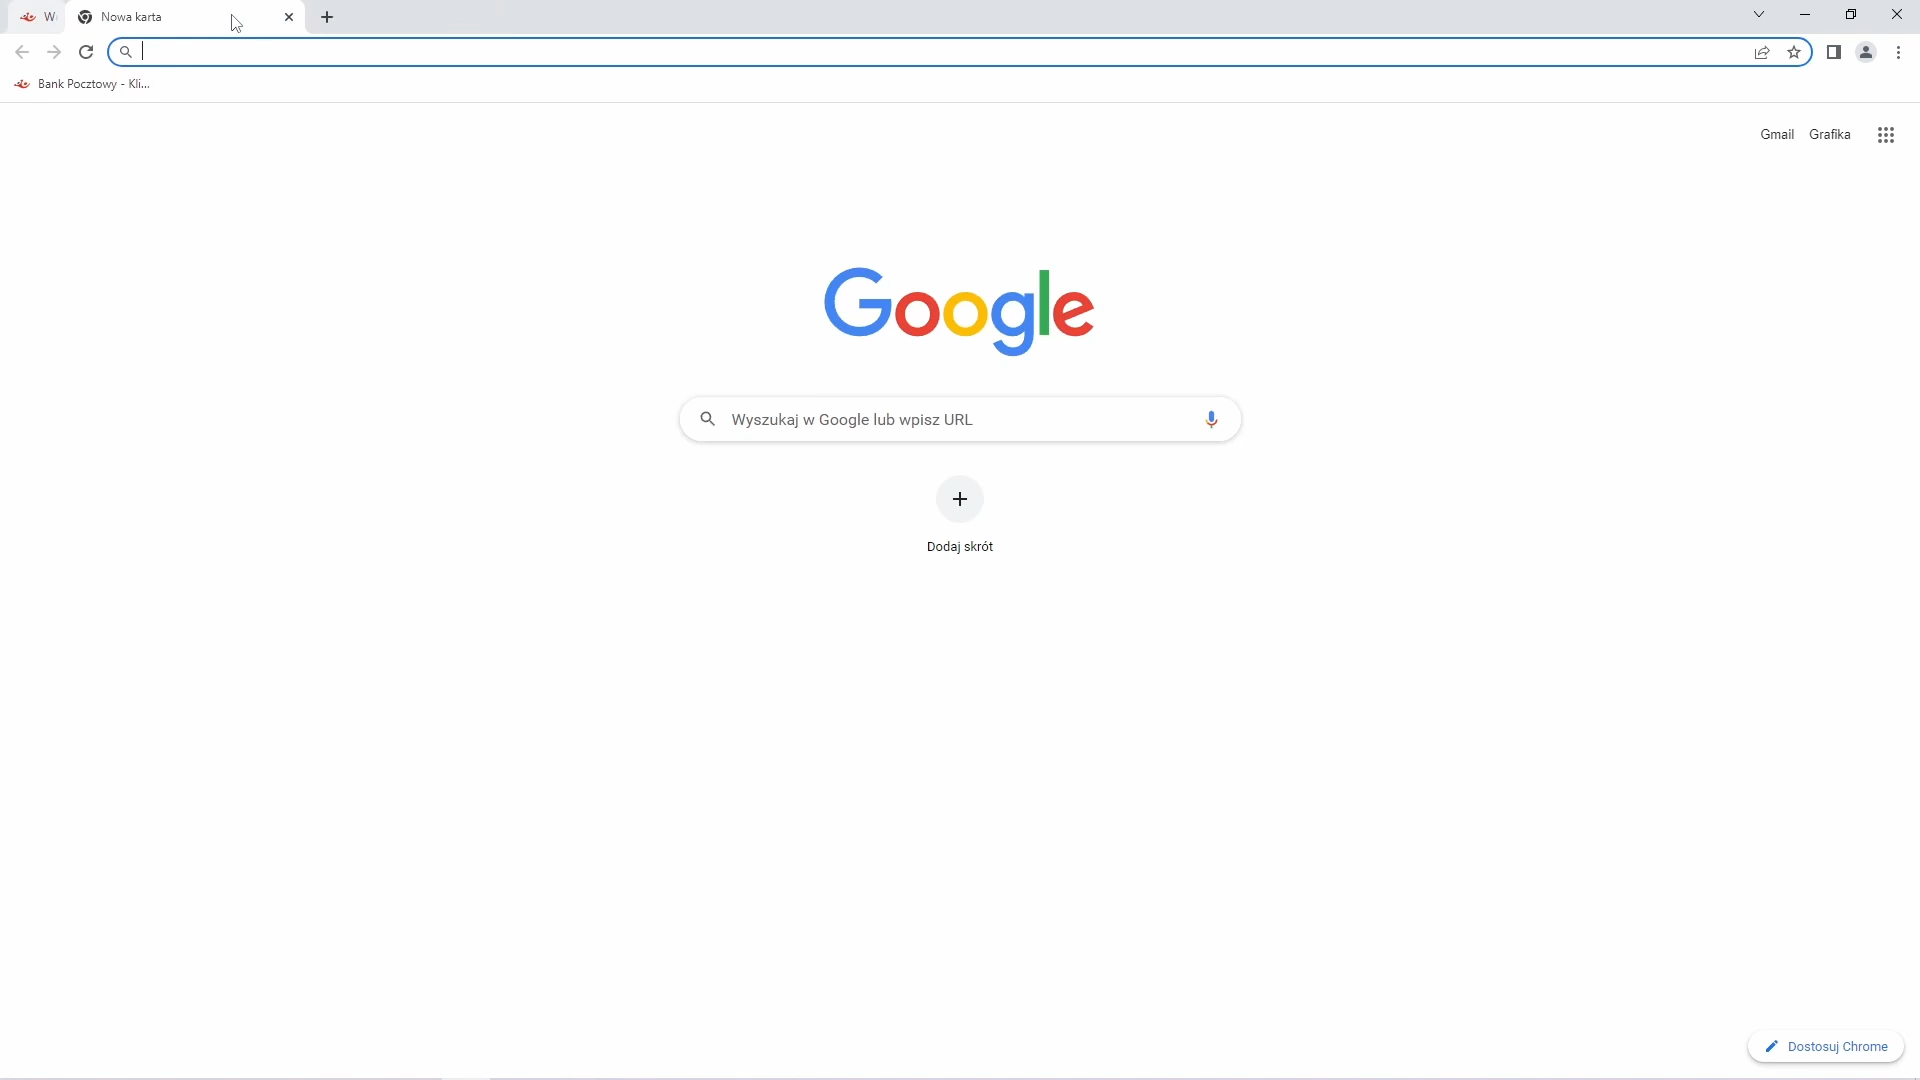 W
Nowa karta
Bank Pocztowy - Kli...
Gmail
Grafika
Google
Wyszukaj w Google lub wpisz URL
Dodaj skrót
Dostosuj Chrome